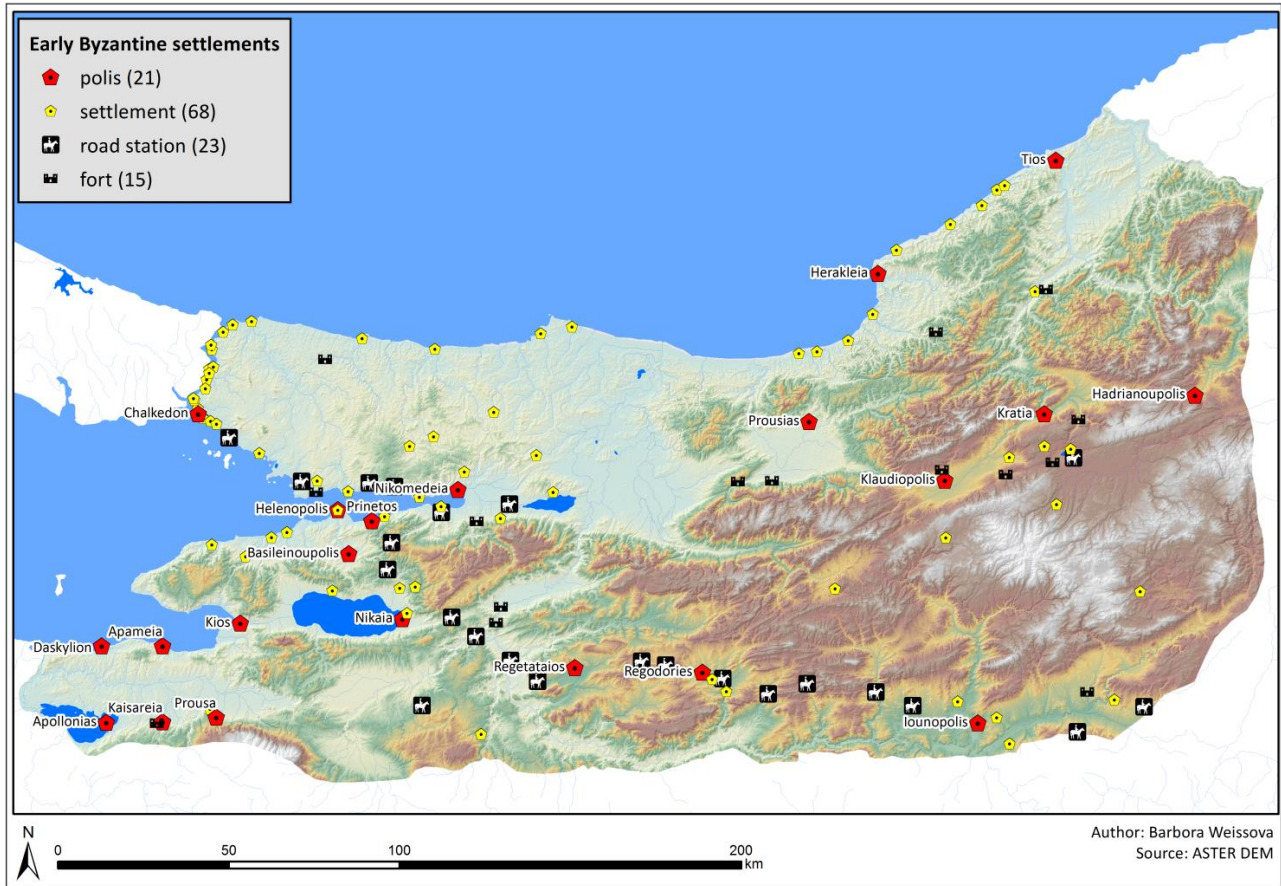 Early Byzantine settlements
polis (21)
settlement (68)
road station (23)
fort (15)
Tios
Herakleia
Hadrianoupolis
Chalkedon
Kratia
Prousias
Klaudiopolis
Nikomedeia
Helenopolis
Prinetos
Basileinoupolis
Nikaia
Kios
Apameia
Daskylion
Regetataios
Regodories
Prousa
Kaisareia
Apollonias
Iounopolis
N
0 50 100 200
km
Author: Barbora Weissova
Source: ASTER DEM